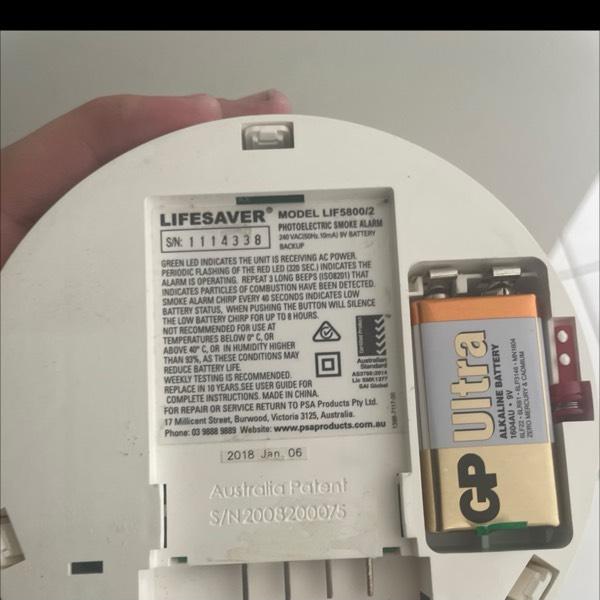 LIFESAVER® MODEL LIF5800/2
PHOTOELECTRIC SMOKE ALARM
S/N: 1114338
240 VAC(50Hz,10mA) 9V BATTERY
BACKUP
GREEN LED INDICATES THE UNIT IS RECEIVING AC POWER.
PERIODIC FLASHING OF THE RED LED (320 SEC.) INDICATES THE
ALARM IS OPERATING. REPEAT 3 LONG BEEPS (ISO8201) THAT
INDICATES PARTICLES OF COMBUSTION HAVE BEEN DETECTED.
SMOKE ALARM CHIRP EVERY 40 SECONDS INDICATES LOW
BATTERY STATUS, WHEN PUSHING THE BUTTON WILL SILENCE
THE LOW BATTERY CHIRP FOR UP TO 8 HOURS.
NOT RECOMMENDED FOR USE AT
TEMPERATURES BELOW 0° C, OR
ABOVE 40° C, OR IN HUMIDITY HIGHER
THAN 93%, AS THESE CONDITIONS MAY
REDUCE BATTERY LIFE.
WEEKLY TESTING IS RECOMMENDED.
REPLACE IN 10 YEARS.SEE USER GUIDE FOR
COMPLETE INSTRUCTIONS. MADE IN CHINA.
FOR REPAIR OR SERVICE RETURN TO PSA Products Pty Ltd.
17 Millicent Street, Burwood, Victoria 3125, Australia.
Phone: 03 9888 9889 Website: www.psaproducts.com.au
Australian
Standard
AS3786:2014
Lic SMK1277
SAI Global
2018 Jan. 06
Australia Patent
S/N2008200075
GP Ultra
ALKALINE BATTERY
1604AU • 9V
ZERO MERCURY & CADMIUM